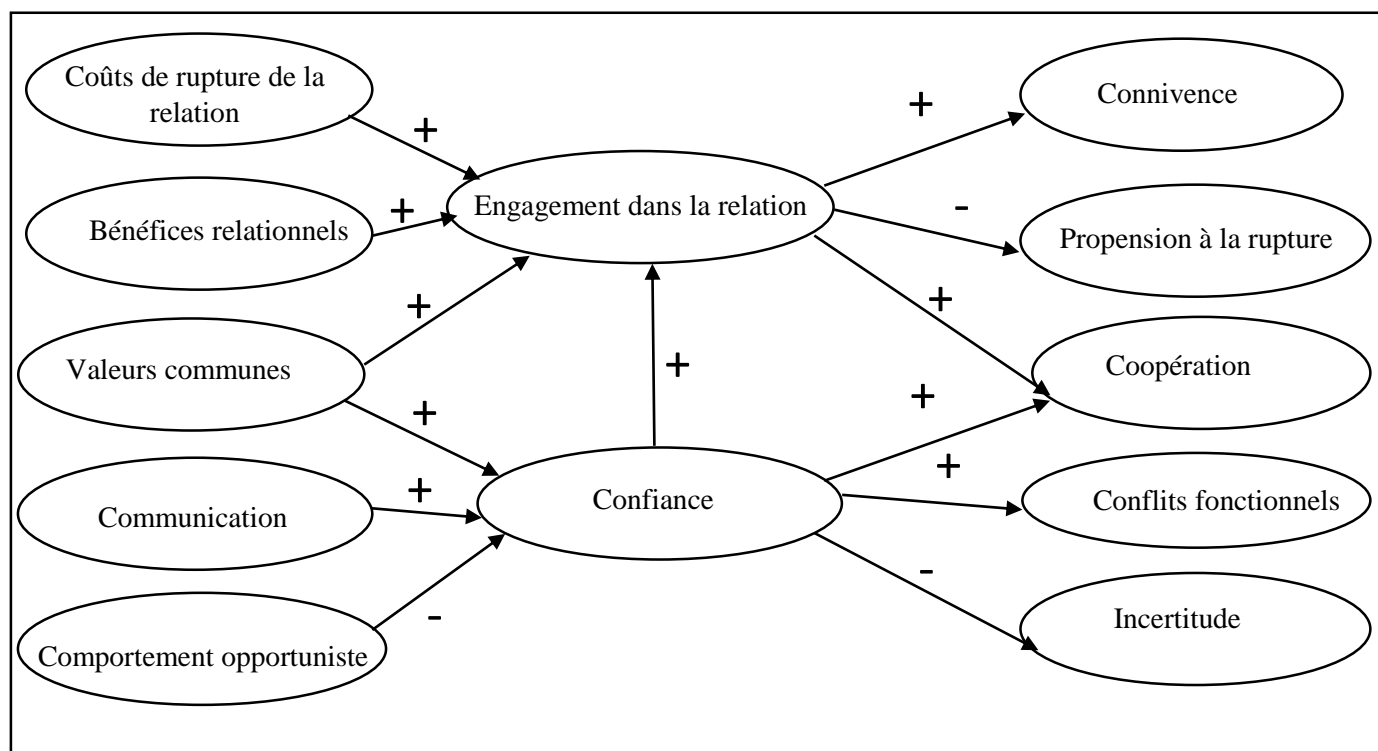 Coûts de rupture de la
relation
+
Connivence
+
Bénéfices relationnels
+
Engagement dans la relation
-
Propension à la rupture
+
+
Valeurs communes
+
Coopération
+
+
Communication
+
Confiance
+
Conflits fonctionnels
Comportement opportuniste
-
-
Incertitude